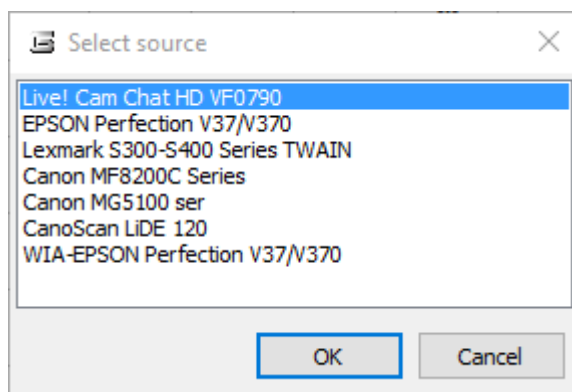 Select source
Live! Cam Chat HD VF0790
EPSON Perfection V37/V370
Lexmark S300-S400 Series TWAIN
Canon MF8200C Series
Canon MG5100 ser
CanoScan LiDE 120
WIA-EPSON Perfection V37/V370
OK Cancel